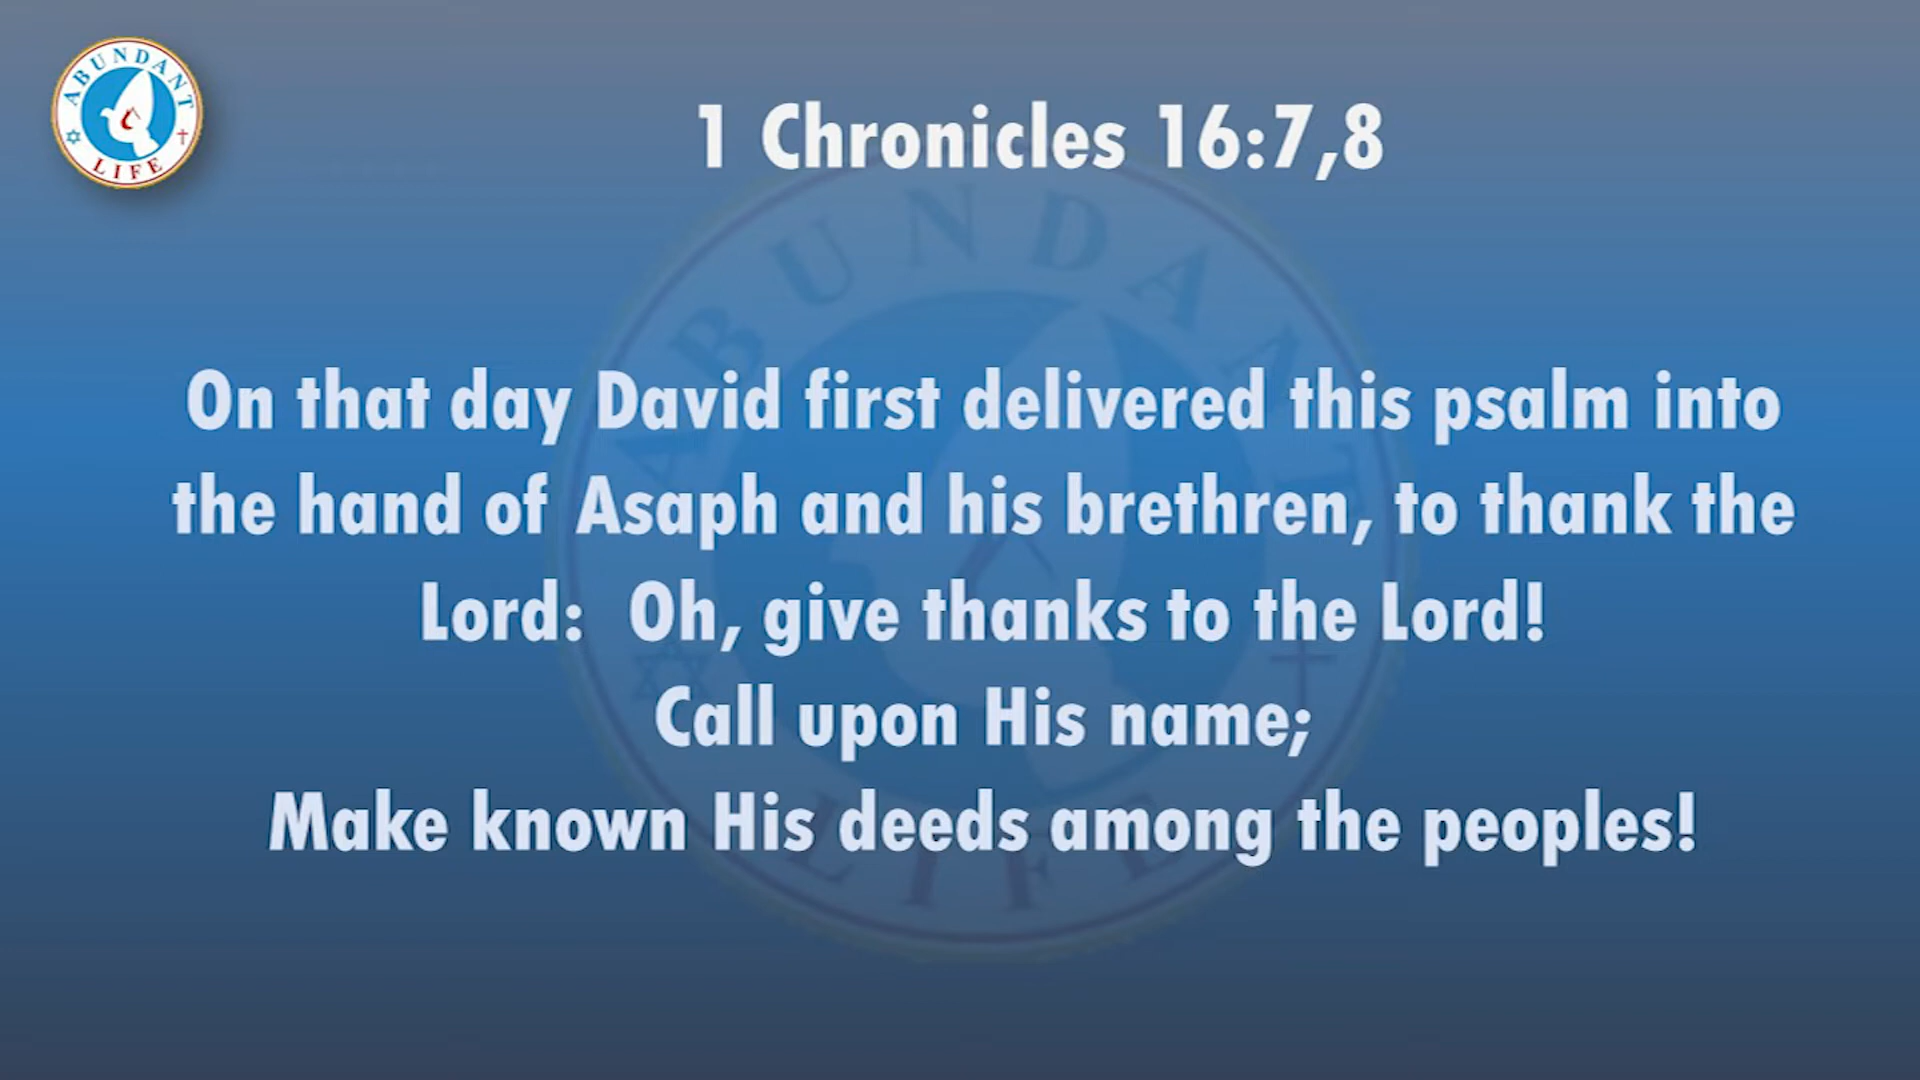 ABUNDANT
LIFE
1 Chronicles 16:7,8
ABUNDANT
On that day David first delivered this psalm into
the hand of Asaph and his brethren, to thank the
Lord: Oh, give thanks to the Lord!
Call upon His name;
Make known His deeds among the peoples!
LIFE